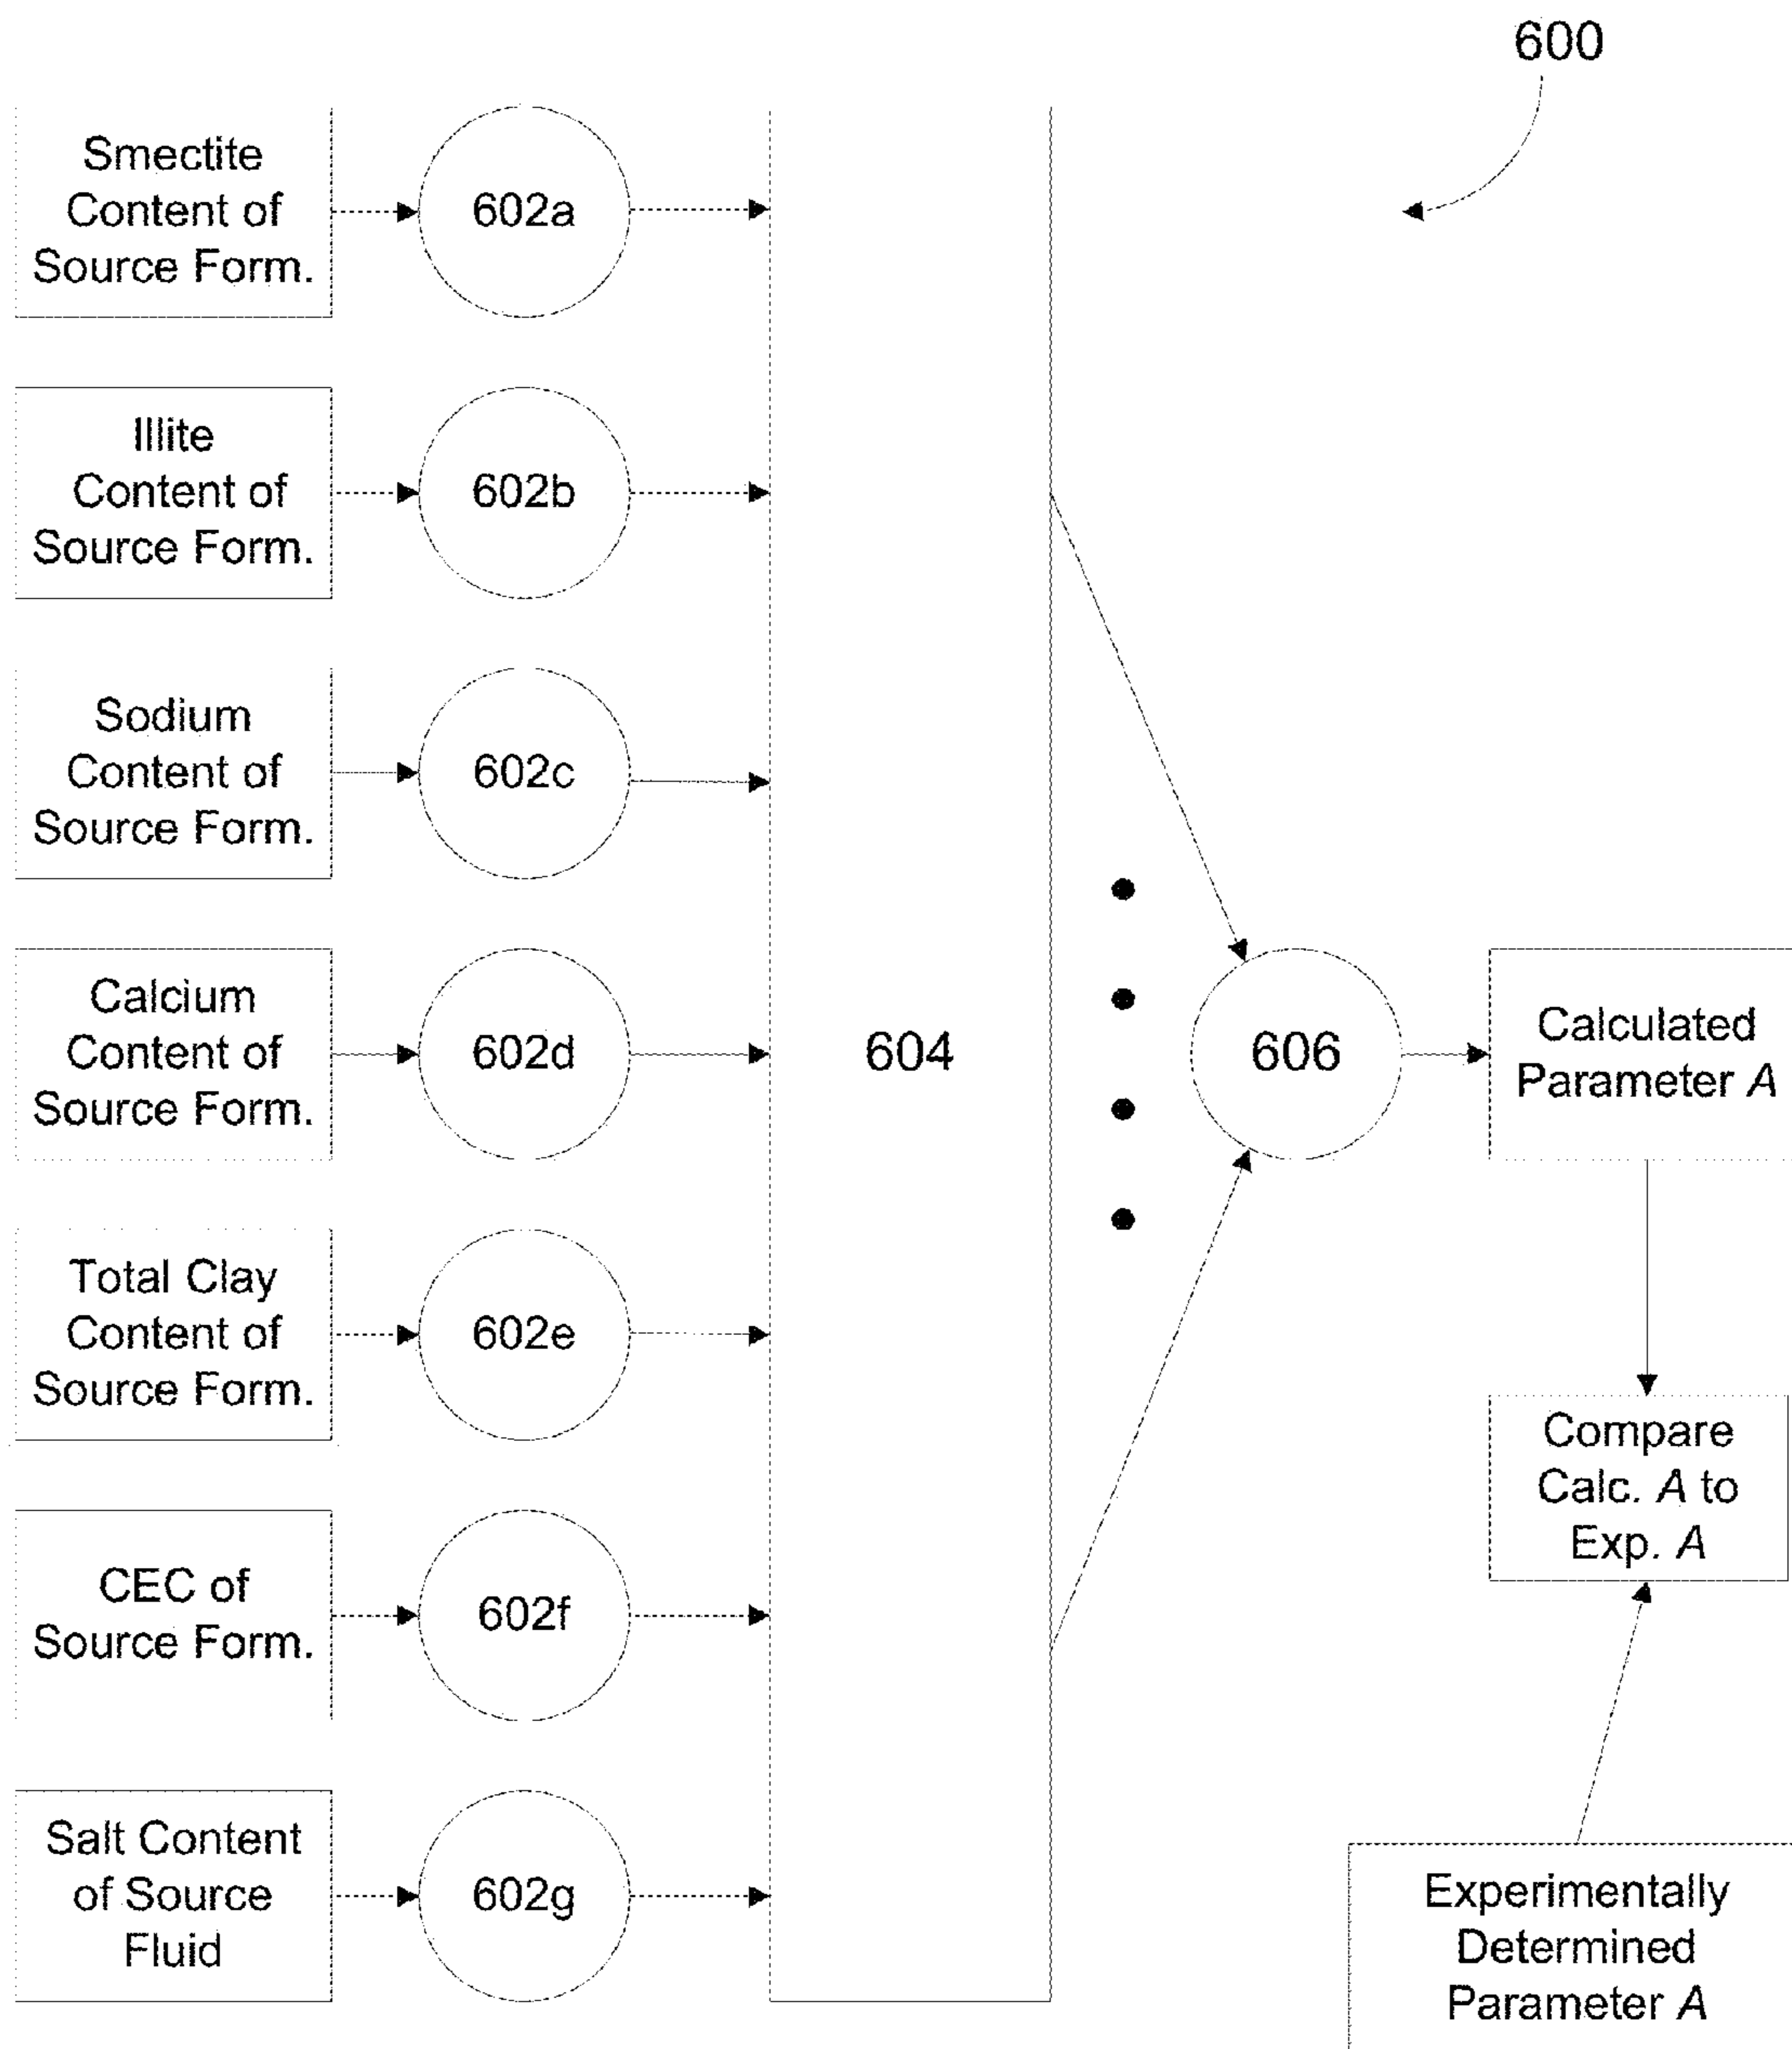 600
Smectite
Content of
Source Form.
602a
Illite
Content of
Source Form.
602b
Sodium
Content of
Source Form.
602c
Calcium
Content of
Source Form.
602d
604
606
Calculated
Parameter A
Total Clay
Content of
Source Form.
602e
Compare
Calc. A to
Exp. A
CEC of
Source Form.
602f
Salt Content
of Source
Fluid
602g
Experimentally
Determined
Parameter A